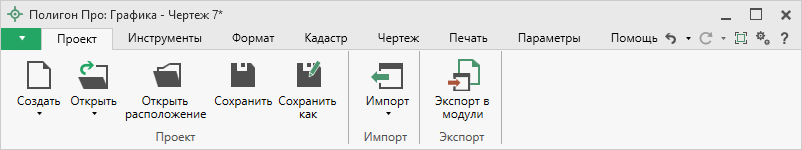 Полигон Про: Графика - Чертеж 7*
Проект Инструменты Формат Кадастр Чертеж Печать Параметры Помощь ?
Создать Открыть Открыть расположение Сохранить Сохранить как Импорт Экспорт в модули
Проект Импорт Экспорт